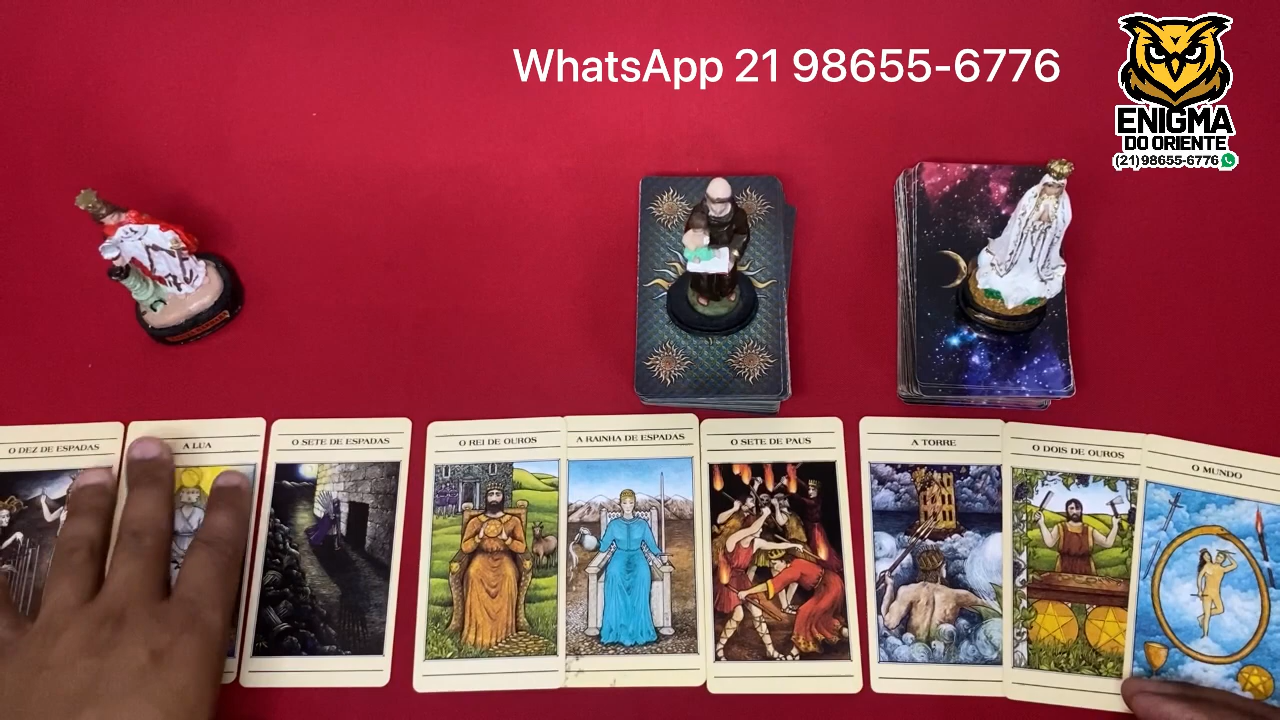 WhatsApp 21 98655-6776
ENIGMA
DO ORIENTE
(21)98655-6776
O DEZ DE ESPADAS
A LUA
O SETE DE ESPADAS
O REI DE OUROS
A RAINHA DE ESPADAS
O SETE DE PAUS
A TORRE
O DOIS DE OUROS
O MUNDO